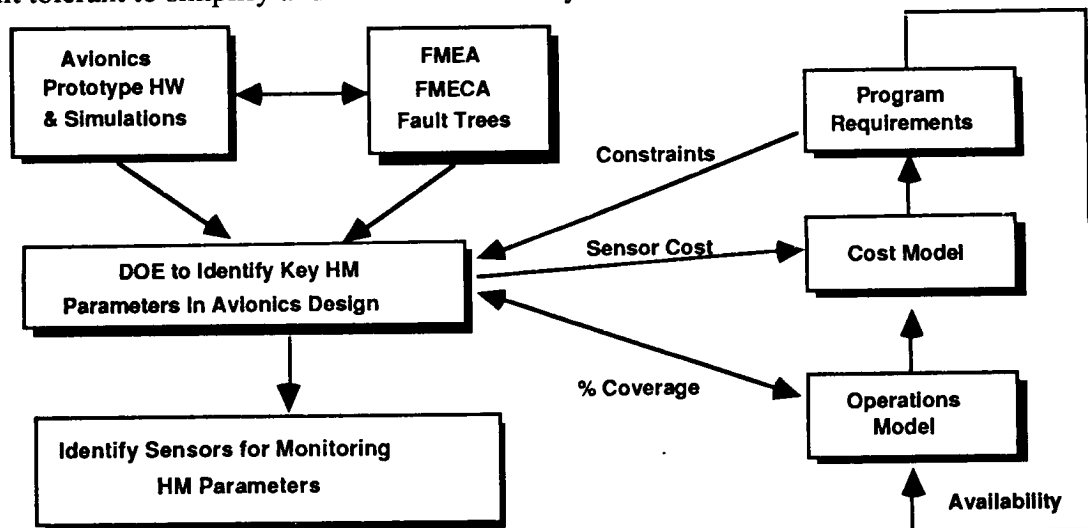 Avionics
Prototype HW
& Simulations
FMEA
FMECA
Fault Trees
Program
Requirements
Constraints
Sensor Cost
Cost Model
DOE to Identify Key HM
Parameters in Avionics Design
% Coverage
Operations
Model
Identify Sensors for Monitoring
HM Parameters
Availability